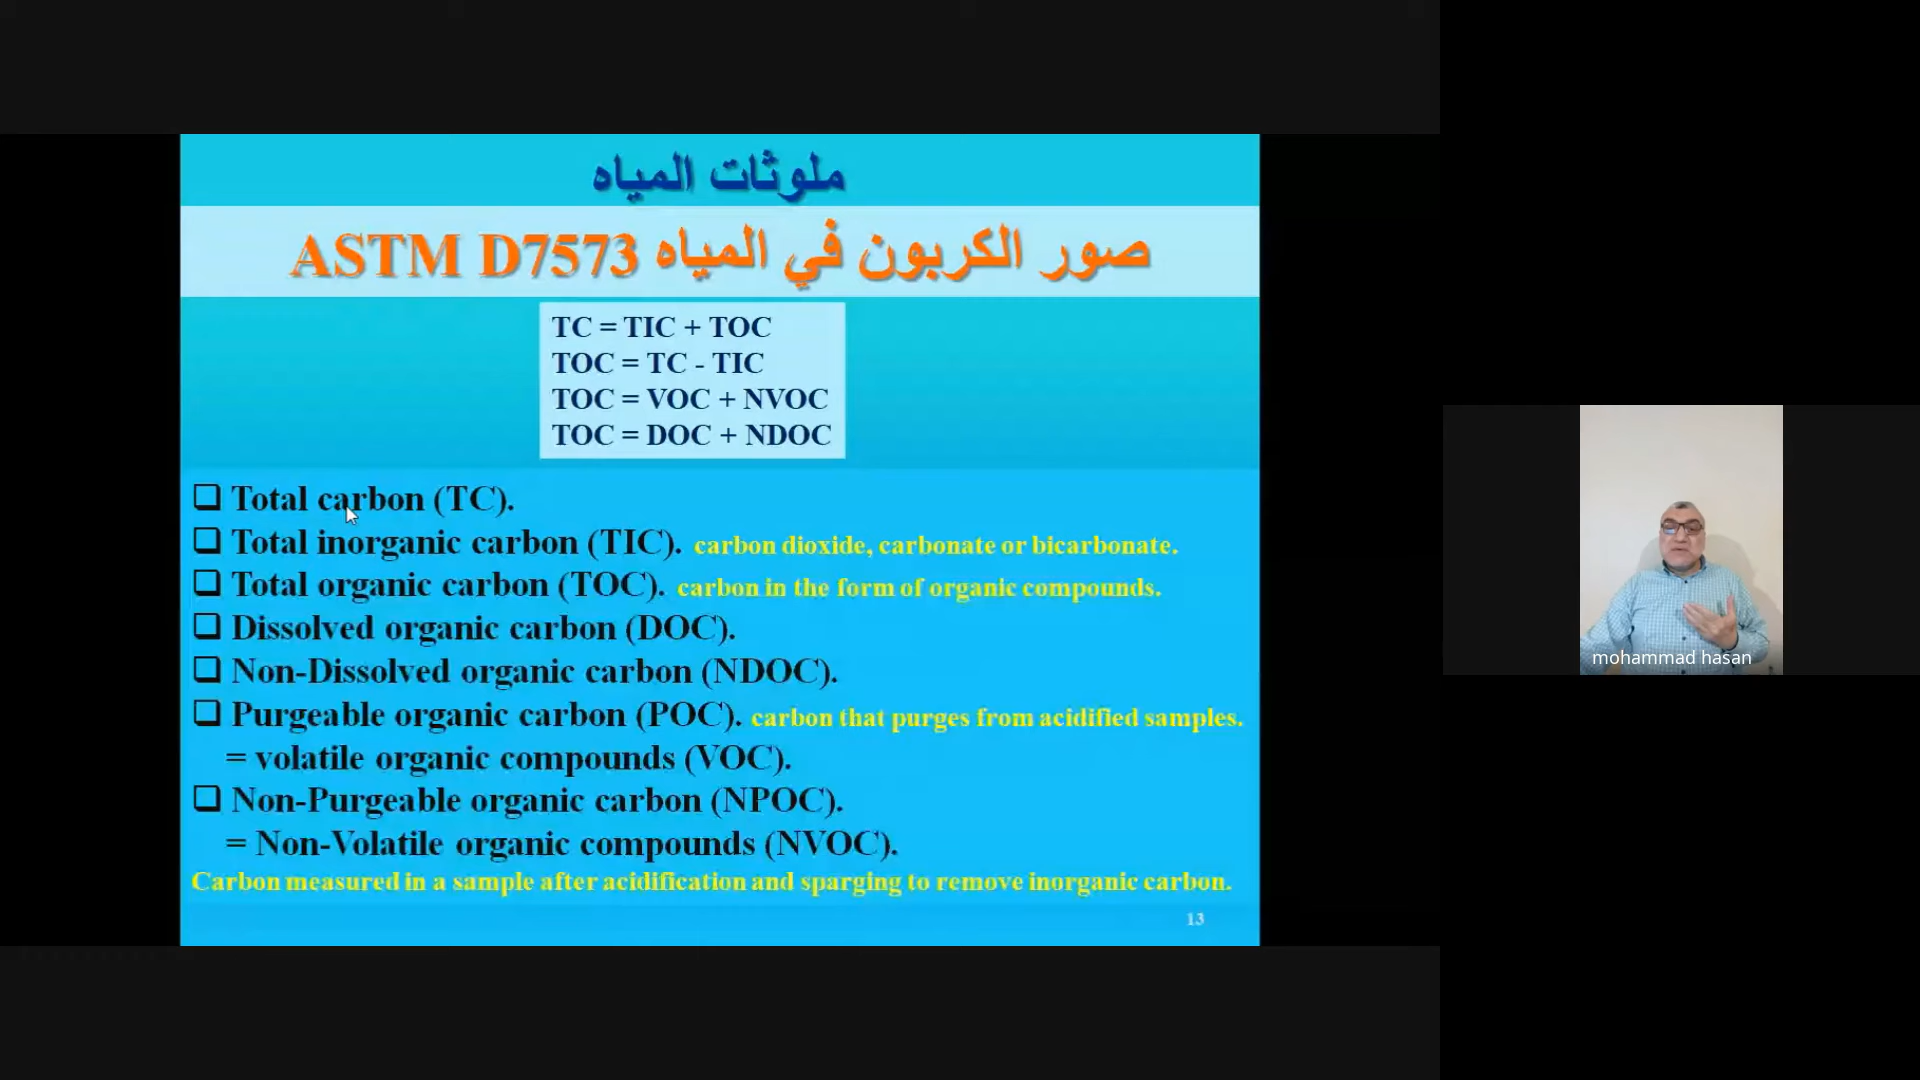 ملوثات المياه
صور الكربون في المياه ASTM D7573
TC = TIC + TOC
TOC = TC - TIC
TOC = VOC + NVOC
TOC = DOC + NDOC
❑ Total carbon (TC).
❑ Total inorganic carbon (TIC). carbon dioxide, carbonate or bicarbonate.
❑ Total organic carbon (TOC). carbon in the form of organic compounds.
❑ Dissolved organic carbon (DOC).
❑ Non-Dissolved organic carbon (NDOC).
❑ Purgeable organic carbon (POC). carbon that purges from acidified samples.
= volatile organic compounds (VOC).
❑ Non-Purgeable organic carbon (NPOC).
= Non-Volatile organic compounds (NVOC).
Carbon measured in a sample after acidification and sparging to remove inorganic carbon.
13
mohammad hasan